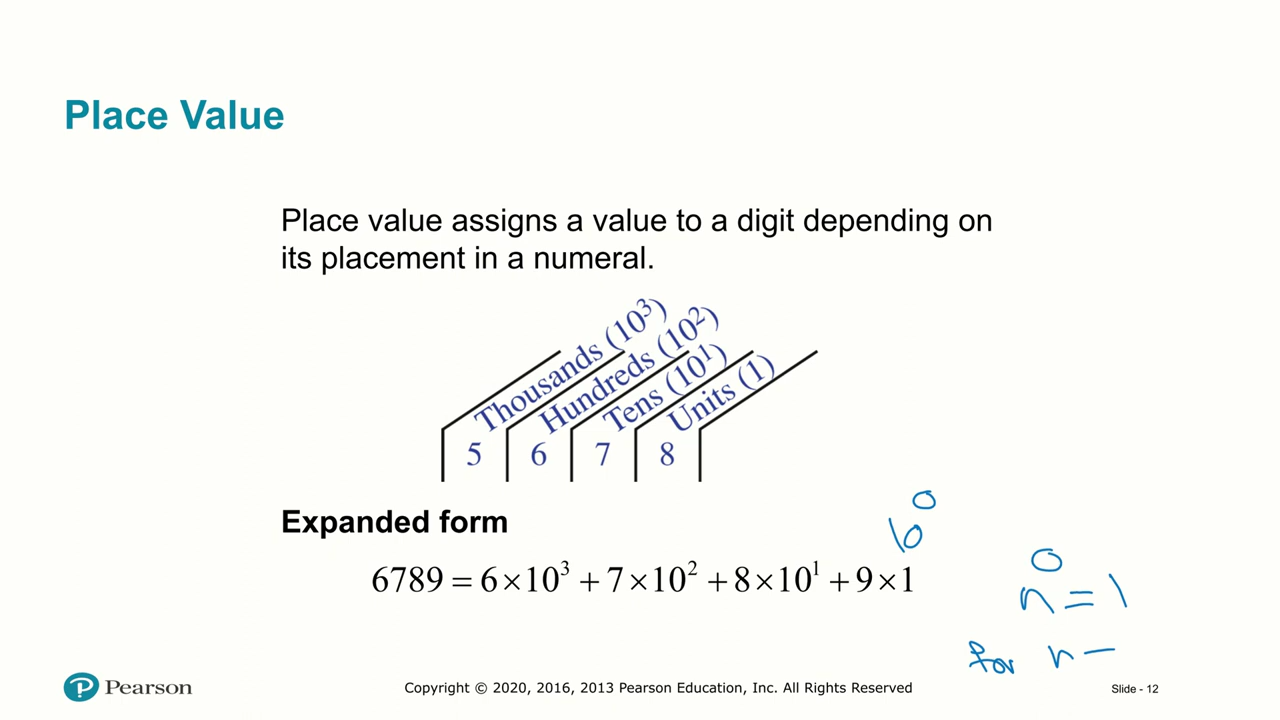 Place Value
Place value assigns a value to a digit depending on
its placement in a numeral.
Thousands (10³)
Hundreds (10²)
Tens (10¹)
Units (1)
5 6 7 8
Expanded form
10⁰
6789 = 6×10³ + 7×10² + 8×10¹ + 9×1
n⁰ = 1
for n −
Pearson
Copyright © 2020, 2016, 2013 Pearson Education, Inc. All Rights Reserved
Slide - 12